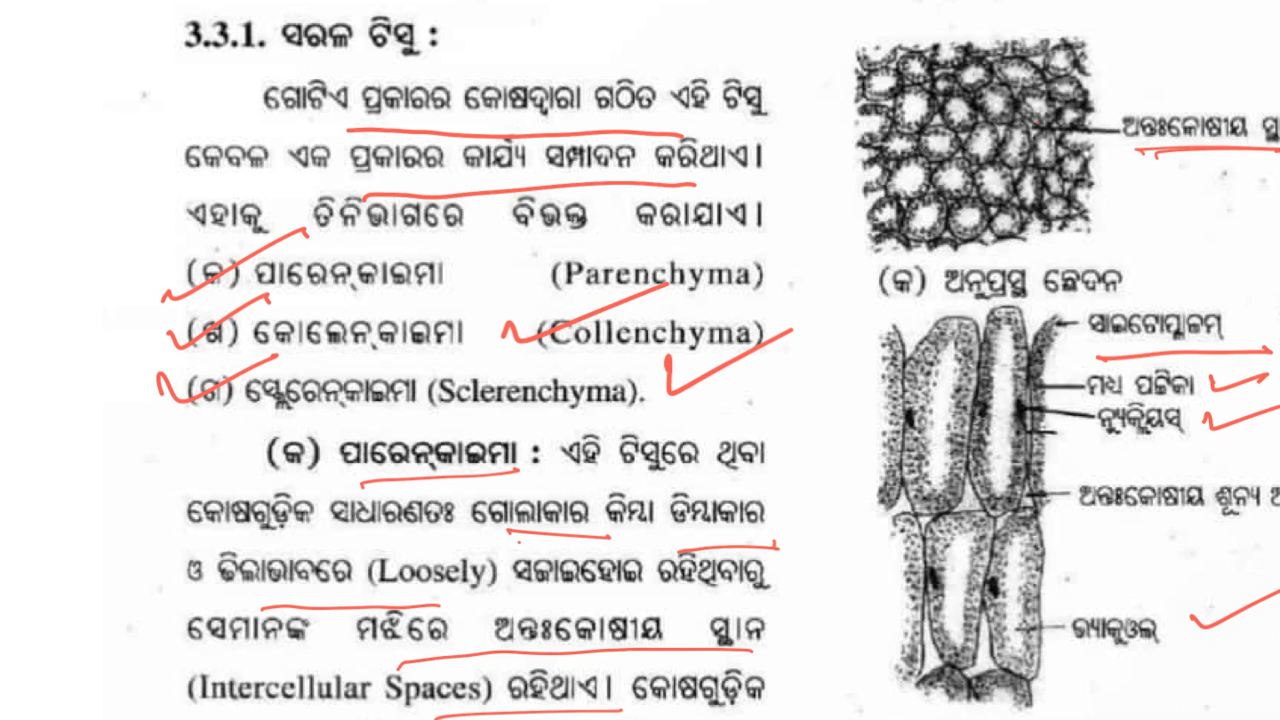 3.3.1. ସରଳ ଟିସୁ :
ଗୋଟିଏ ପ୍ରକାରର କୋଷଦ୍ୱାରା ଗଠିତ ଏହି ଟିସୁ
କେବଳ ଏକ ପ୍ରକାରର କାର୍ଯ୍ୟ ସମ୍ପାଦନ କରିଥାଏ।
ଏହାକୁ ତିନିଭାଗରେ ବିଭକ୍ତ କରାଯାଏ।
(କ) ପାରେନ୍‌କାଇମା (Parenchyma)
(ଖ) କୋଲେନ୍‌କାଇମା (Collenchyma)
(ଗ) ସ୍କ୍ଲେରେନ୍‌କାଇମା (Sclerenchyma).
(କ) ପାରେନ୍‌କାଇମା : ଏହି ଟିସୁରେ ଥିବା
କୋଷଗୁଡ଼ିକ ସାଧାରଣତଃ ଗୋଲାକାର କିମ୍ବା ଡିମ୍ବାକାର
ଓ ଢିଲାଭାବରେ (Loosely) ସଜାଇହୋଇ ରହିଥିବାରୁ
ସେମାନଙ୍କ ମଝିରେ ଅନ୍ତଃକୋଷୀୟ ସ୍ଥାନ
(Intercellular Spaces) ରହିଥାଏ। କୋଷଗୁଡ଼ିକ
ଅନ୍ତଃକୋଷୀୟ
(କ) ଅନୁପ୍ରସ୍ଥ ଛେଦନ
ସାଇଟୋପ୍ଲାଜମ୍
ମଧ୍ୟ ପଟ୍ଟିକା
ନ୍ୟୁକ୍ଲିୟସ୍
ଅନ୍ତଃକୋଷୀୟ ଶୂନ୍ୟ
ଭ୍ୟାକୁଓଲ୍